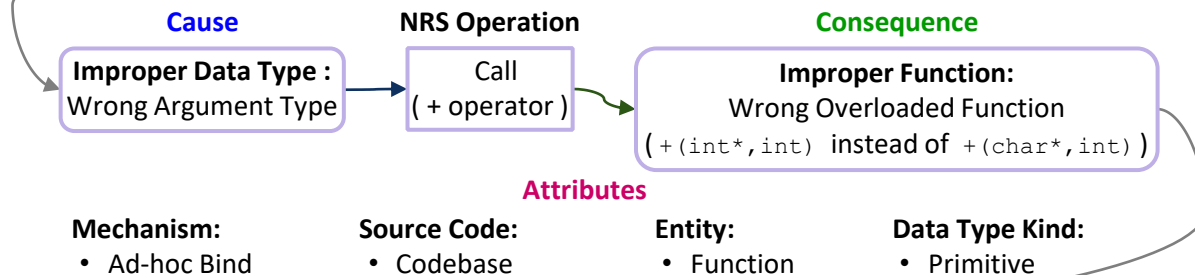 Cause NRS Operation Consequence
Improper Data Type :
Wrong Argument Type
Call
( + operator )
Improper Function:
Wrong Overloaded Function
( +(int*,int) instead of +(char*,int) )
Attributes
Mechanism: Source Code: Entity: Data Type Kind:
• Ad-hoc Bind • Codebase • Function • Primitive